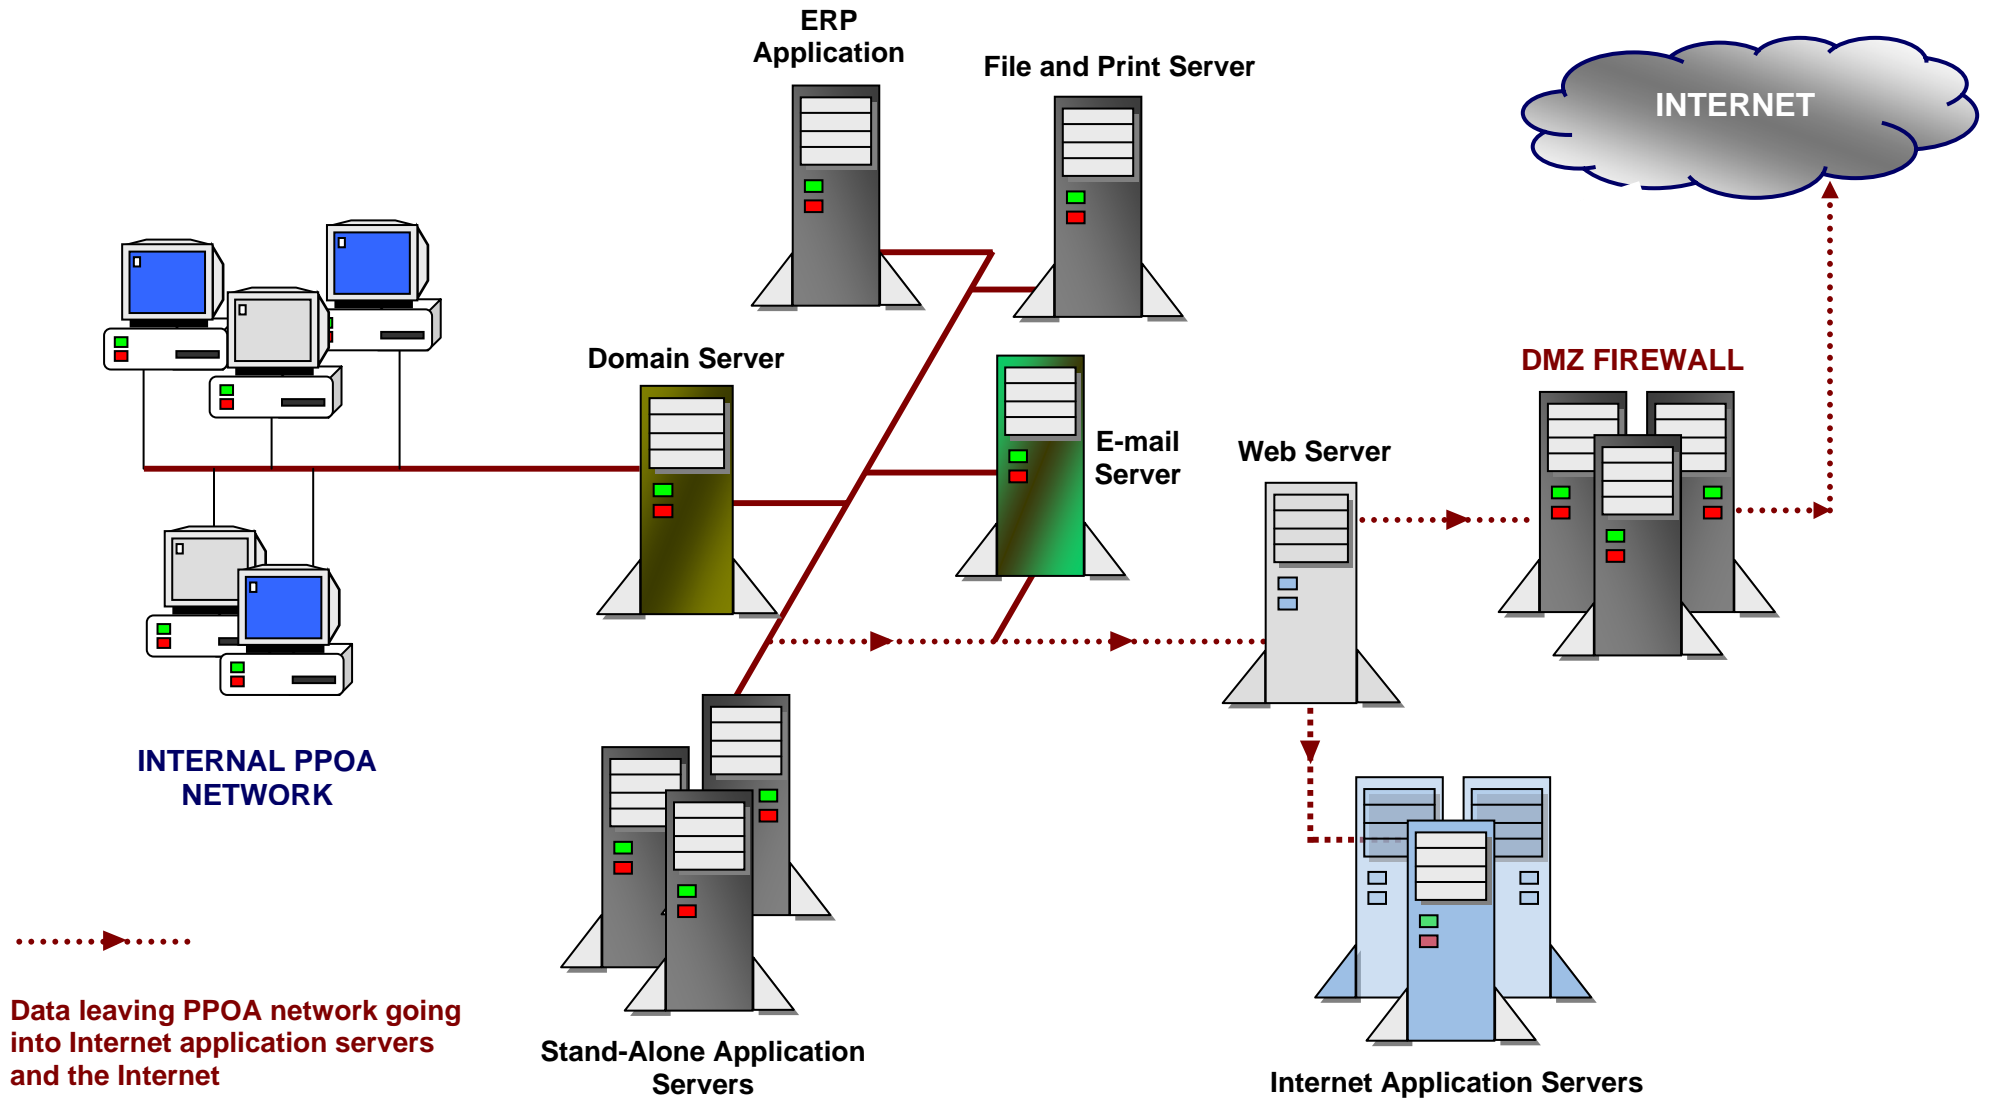 ERP
Application
File and Print Server
INTERNET
Domain Server
DMZ FIREWALL
E-mail
Server
Web Server
INTERNAL PPOA
NETWORK
Data leaving PPOA network going
into Internet application servers
and the Internet
Stand-Alone Application
Servers
Internet Application Servers